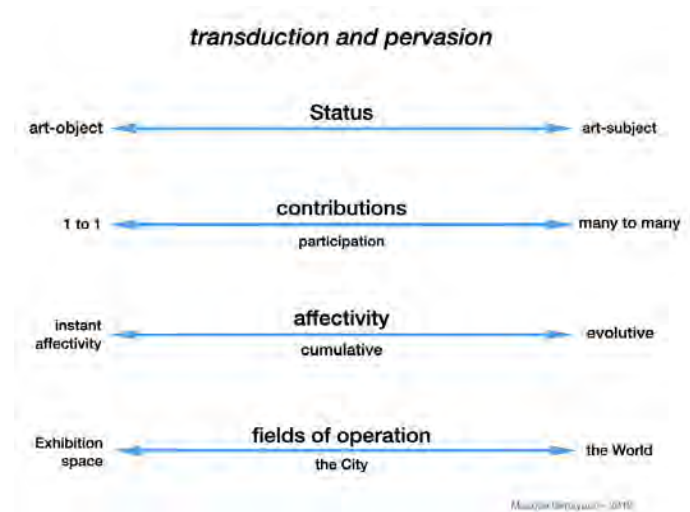 transduction and pervasion
Status
art-object
art-subject
contributions
1 to 1
many to many
participation
affectivity
instant
affectivity
evolutive
cumulative
fields of operation
Exhibition
space
the World
the City